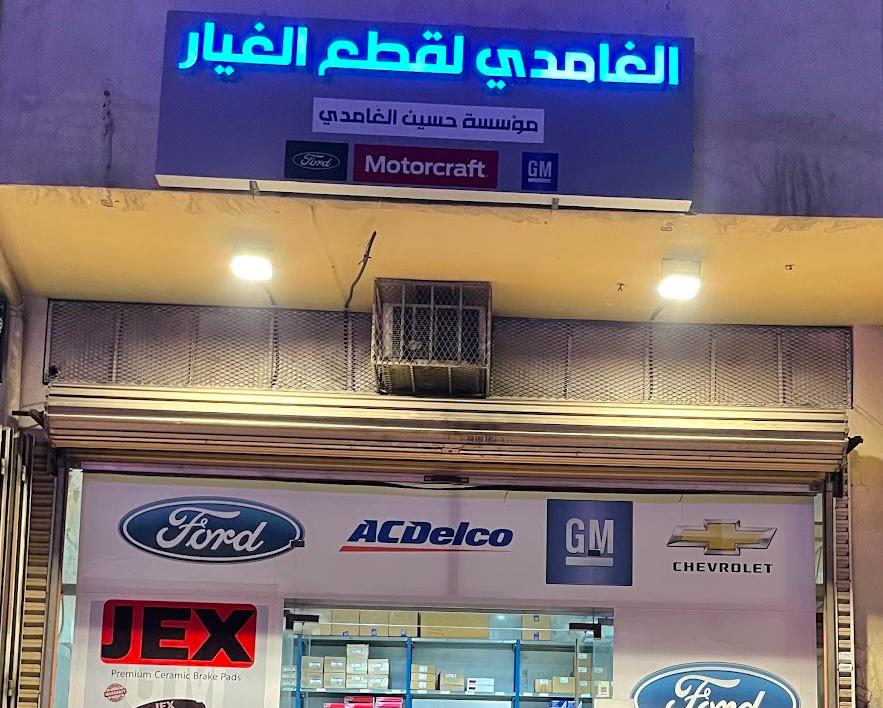 الغامدي لقطع الغيار
مؤسسة حسين الغامدي
Ford Motorcraft GM
Ford ACDelco GM CHEVROLET
JEX
Premium Ceramic Brake Pads
JEX
Ford